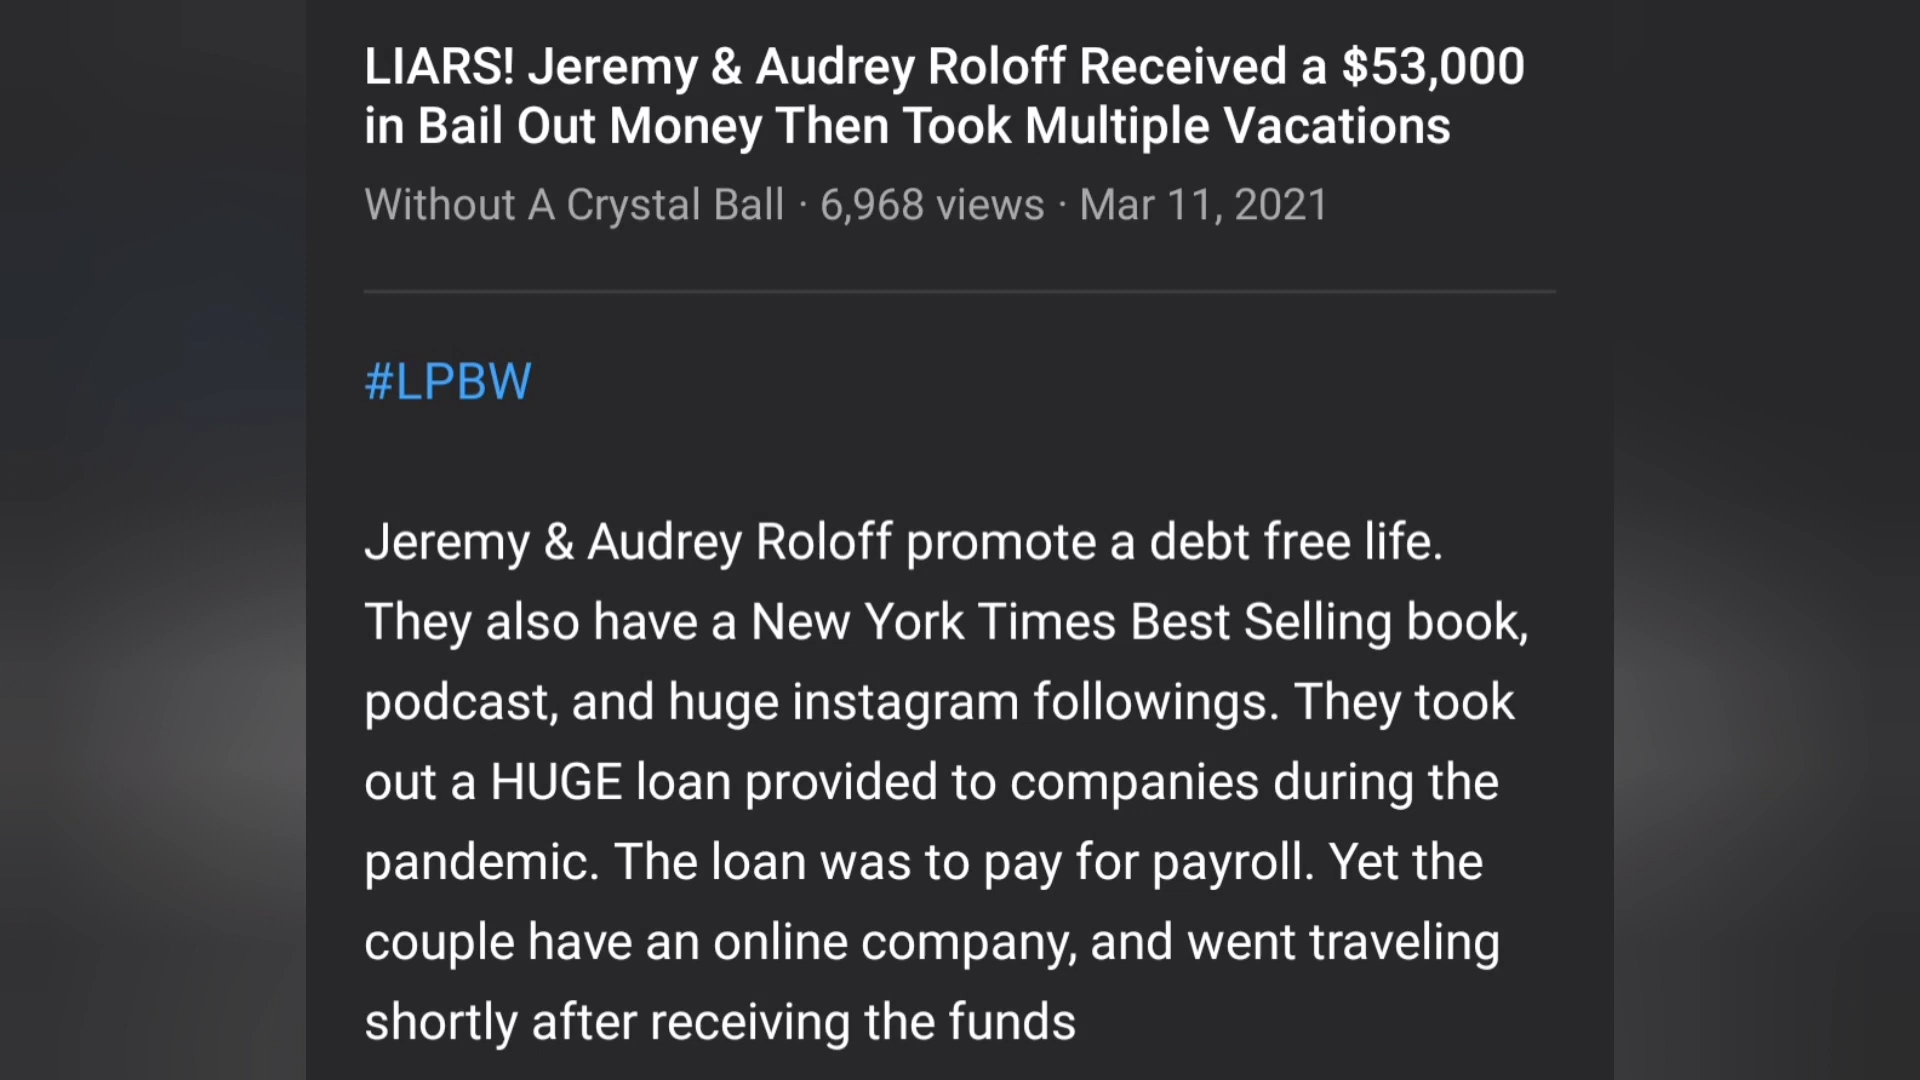 LIARS! Jeremy & Audrey Roloff Received a $53,000
in Bail Out Money Then Took Multiple Vacations
Without A Crystal Ball · 6,968 views · Mar 11, 2021
#LPBW
Jeremy & Audrey Roloff promote a debt free life.
They also have a New York Times Best Selling book,
podcast, and huge instagram followings. They took
out a HUGE loan provided to companies during the
pandemic. The loan was to pay for payroll. Yet the
couple have an online company, and went traveling
shortly after receiving the funds